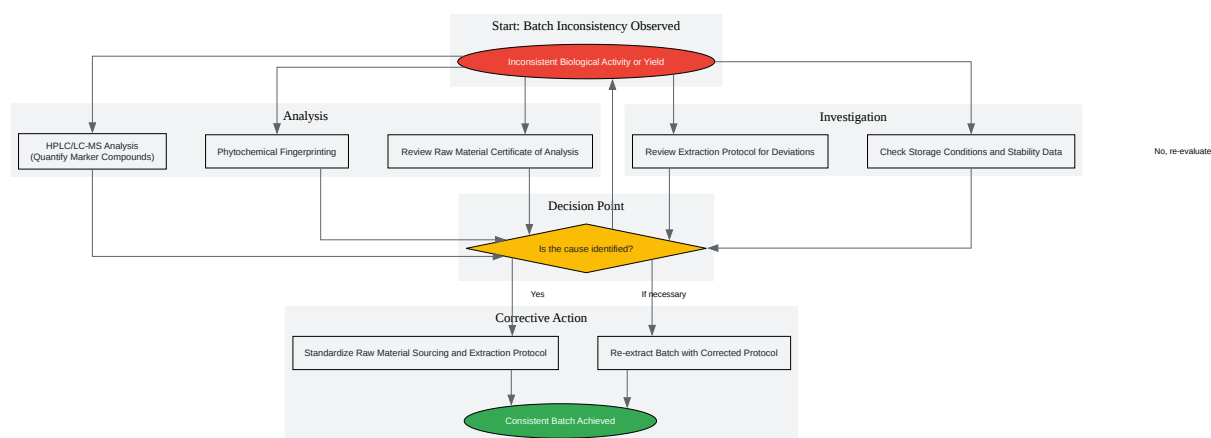 Start: Batch Inconsistency Observed
Inconsistent Biological Activity or Yield
Analysis
Investigation
HPLC/LC-MS Analysis
(Quantify Marker Compounds)
Phytochemical Fingerprinting
Review Raw Material Certificate of Analysis
Review Extraction Protocol for Deviations
Check Storage Conditions and Stability Data
No, re-evaluate
Decision Point
Is the cause identified?
Yes
If necessary
Corrective Action
Standardize Raw Material Sourcing and Extraction Protocol
Re-extract Batch with Corrected Protocol
Consistent Batch Achieved